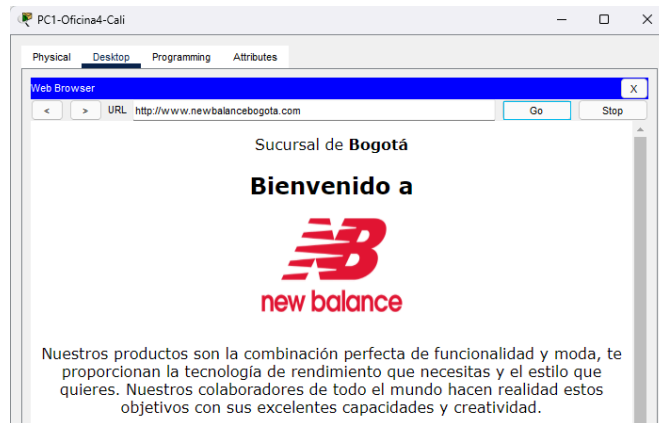 PC1-Oficina4-Cali
Physical Desktop Programming Attributes
Web Browser X
< > URL http://www.newbalancebogota.com Go Stop
Sucursal de Bogotá
Bienvenido a
NB
new balance
Nuestros productos son la combinación perfecta de funcionalidad y moda, te
proporcionan la tecnología de rendimiento que necesitas y el estilo que
quieres. Nuestros colaboradores de todo el mundo hacen realidad estos
objetivos con sus excelentes capacidades y creatividad.